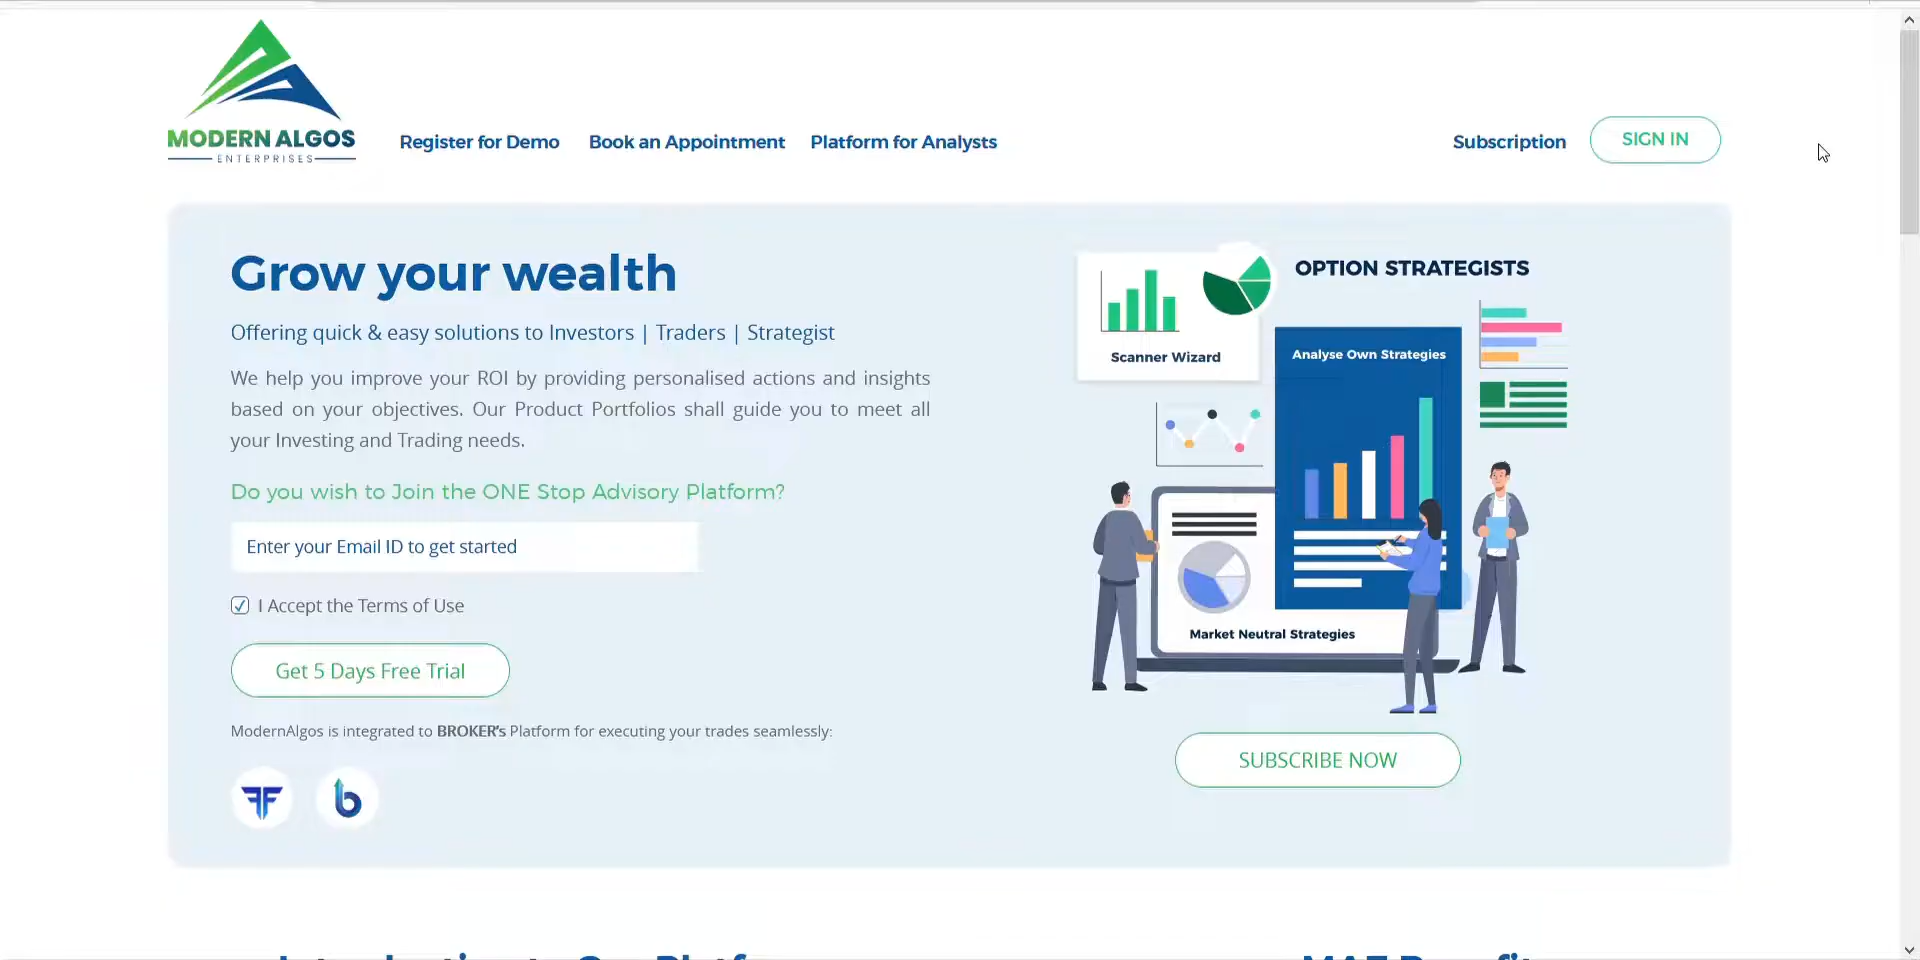 MODERN ALGOS
ENTERPRISES
Register for Demo
Book an Appointment
Platform for Analysts
Subscription
SIGN IN
Grow your wealth
Offering quick & easy solutions to Investors | Traders | Strategist
We help you improve your ROI by providing personalised actions and insights
based on your objectives. Our Product Portfolios shall guide you to meet all
your Investing and Trading needs.
Do you wish to Join the ONE Stop Advisory Platform?
Enter your Email ID to get started
I Accept the Terms of Use
Get 5 Days Free Trial
ModernAlgos is integrated to BROKER's Platform for executing your trades seamlessly:
OPTION STRATEGISTS
Scanner Wizard
Analyse Own Strategies
Market Neutral Strategies
SUBSCRIBE NOW